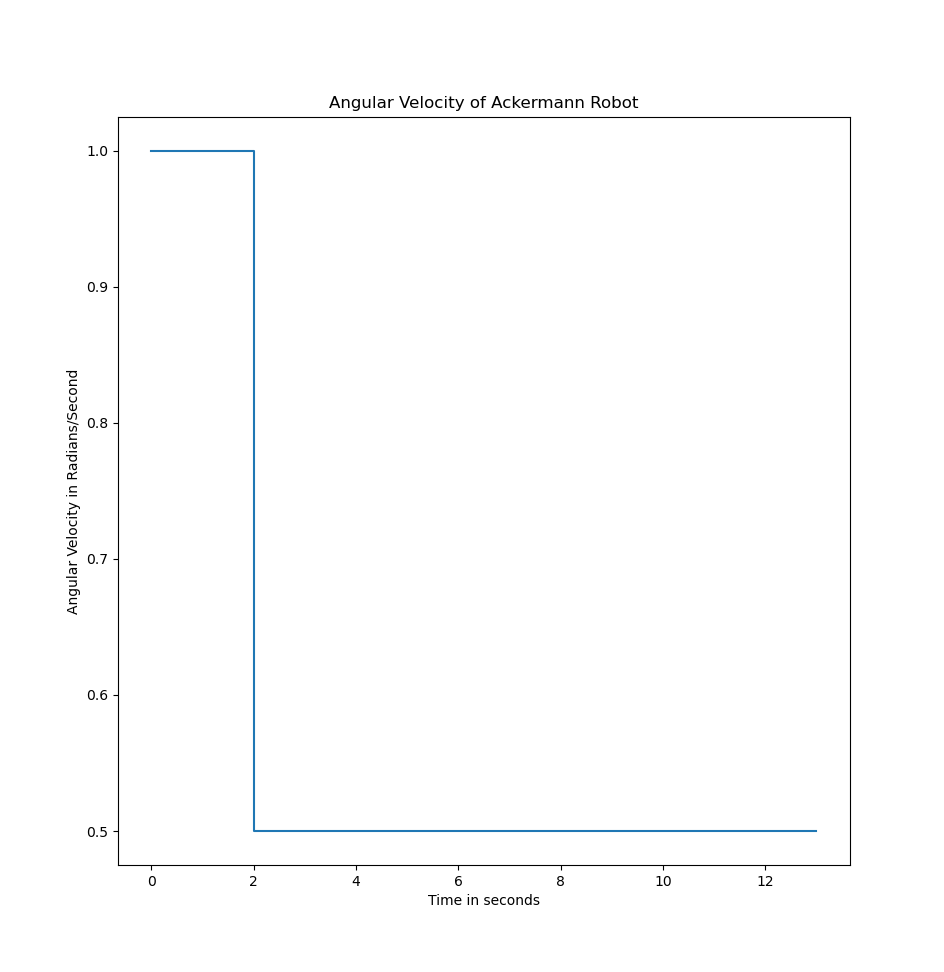 Angular Velocity of Ackermann Robot
1.0
0.9
0.8
0.7
0.6
0.5
Angular Velocity in Radians/Second
0 2 4 6 8 10 12
Time in seconds